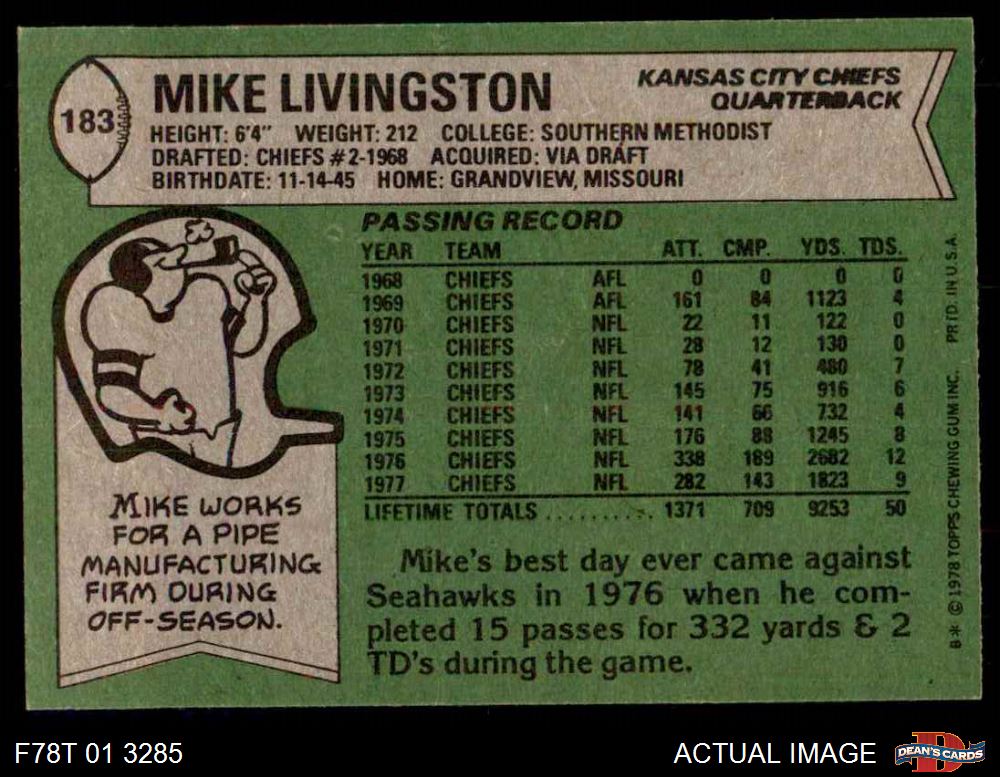 183
MIKE LIVINGSTON
KANSAS CITY CHIEFS
QUARTERBACK
HEIGHT: 6'4" WEIGHT: 212 COLLEGE: SOUTHERN METHODIST
DRAFTED: CHIEFS #2-1968 ACQUIRED: VIA DRAFT
BIRTHDATE: 11-14-45 HOME: GRANDVIEW, MISSOURI
PASSING RECORD
YEAR TEAM ATT. CMP. YDS. TDS.
1968 CHIEFS AFL 0 0 0 0
1969 CHIEFS AFL 161 84 1123 4
1970 CHIEFS NFL 22 11 122 0
1971 CHIEFS NFL 28 12 130 0
1972 CHIEFS NFL 78 41 480 7
1973 CHIEFS NFL 145 75 916 6
1974 CHIEFS NFL 141 66 732 4
1975 CHIEFS NFL 176 88 1245 8
1976 CHIEFS NFL 338 189 2682 12
1977 CHIEFS NFL 282 143 1823 9
LIFETIME TOTALS .......... 1371 709 9253 50
MIKE WORKS
FOR A PIPE
MANUFACTURING
FIRM DURING
OFF-SEASON.
Mike's best day ever came against
Seahawks in 1976 when he com-
pleted 15 passes for 332 yards & 2
TD's during the game.
B* © 1978 TOPPS CHEWING GUM INC. PRTD. IN U.S.A.
F78T 01 3285
ACTUAL IMAGE
D
DEAN'S CARDS